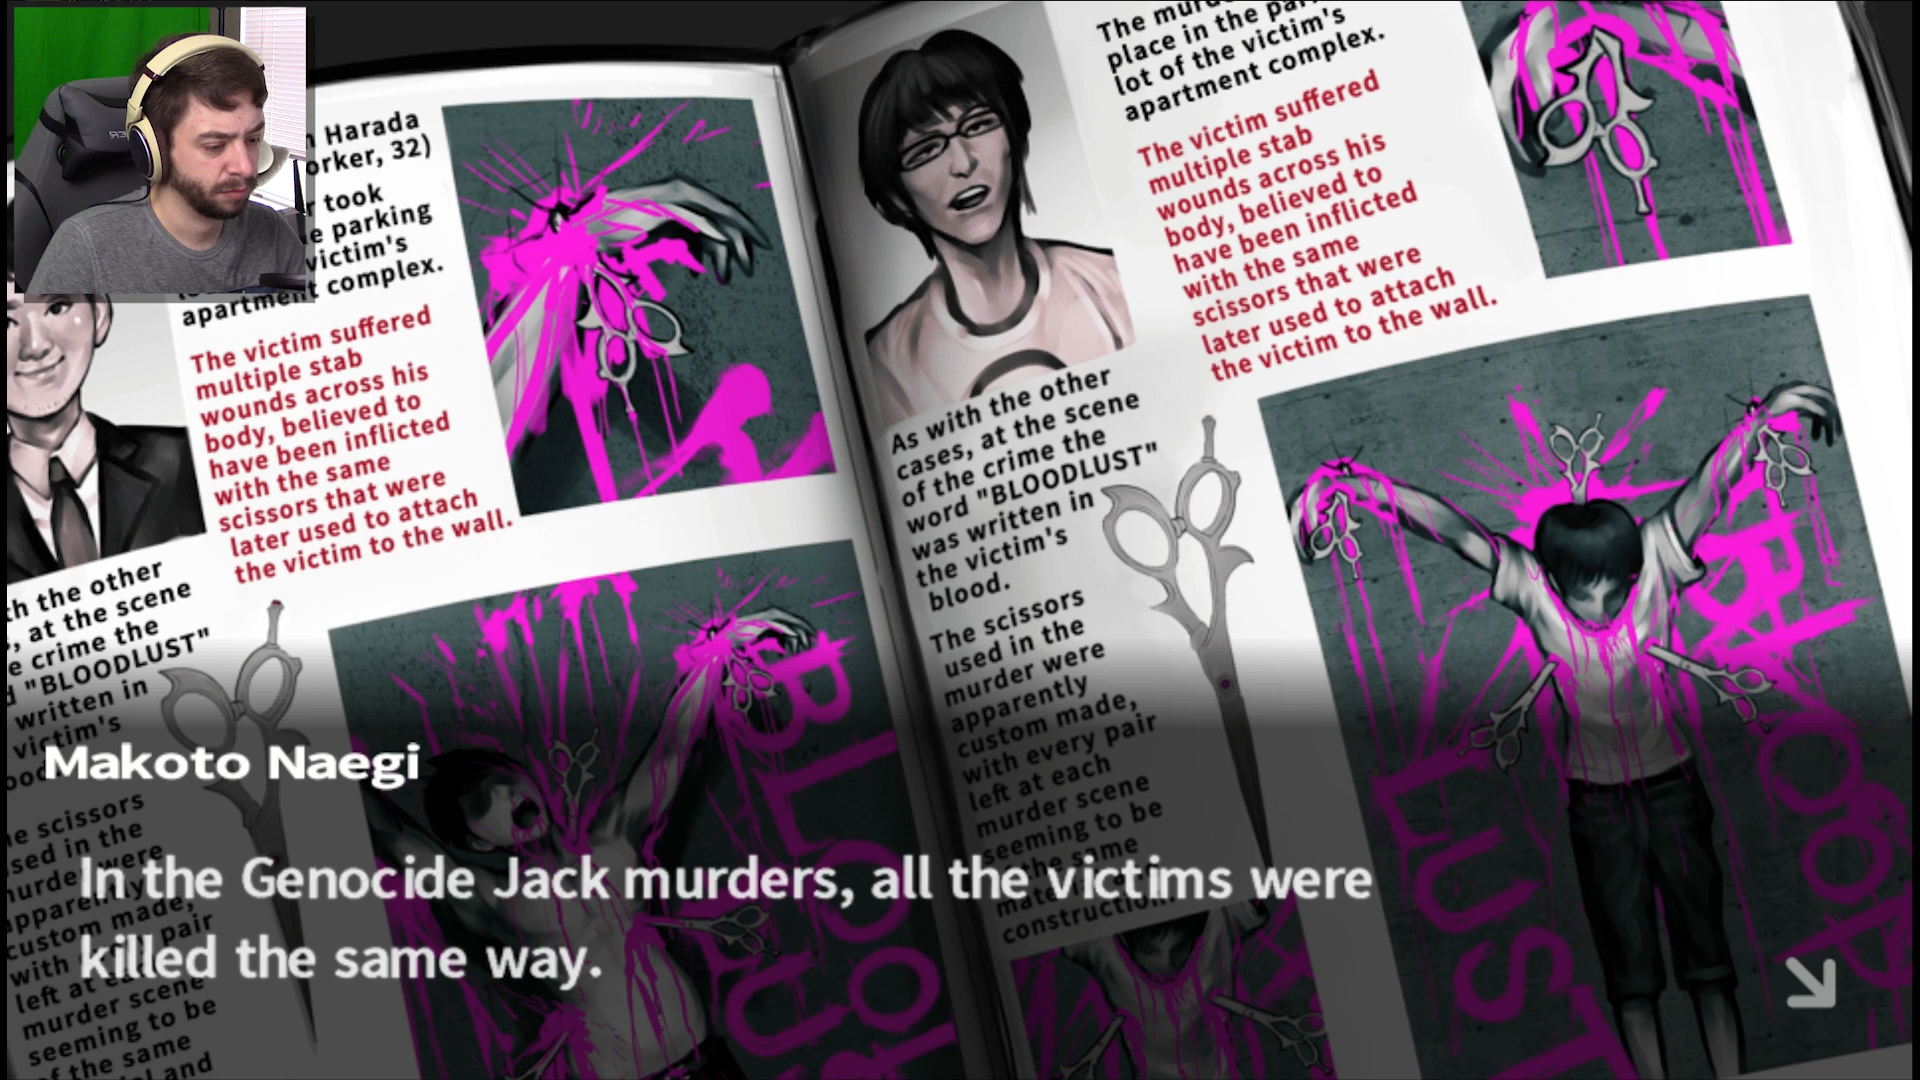 Harada
orker, 32)
took
e parking
victim's
apartment complex.
The victim suffered
multiple stab
wounds across his
body, believed to
have been inflicted
with the same
scissors that were
later used to attach
the victim to the wall.
th the other
, at the scene
e crime the
"BLOODLUST"
written in
victim's
scissors
sed in the
were
apparently
custom made,
with pair
left at
murder scene
seeming to be
of the same
and
BLOOD
The
place in the
lot of the victim's
apartment complex.
The victim suffered
multiple stab
wounds across his
body, believed to
have been inflicted
with the same
scissors that were
later used to attach
the victim to the wall.
As with the other
cases, at the scene
of the crime the
word "BLOODLUST"
was written in
the victim's
blood.
The scissors
used in the
murder were
apparently
custom made,
with every pair
left at each
murder scene
seeming to be
of the same
construction.
BLOOD
LUST
Makoto Naegi
In the Genocide Jack murders, all the victims were
killed the same way.